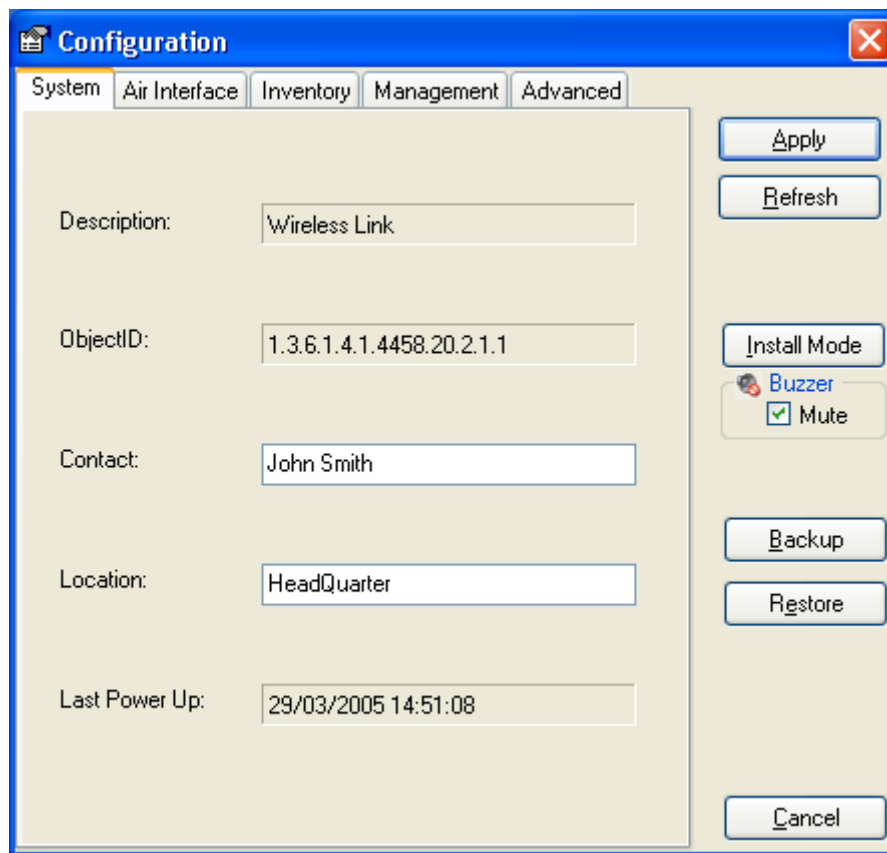 Configuration
System Air Interface Inventory Management Advanced
Apply
Refresh
Description: Wireless Link
ObjectID: 1.3.6.1.4.1.4458.20.2.1.1
Install Mode
Buzzer
Mute
Contact: John Smith
Backup
Location: HeadQuarter
Restore
Last Power Up: 29/03/2005 14:51:08
Cancel